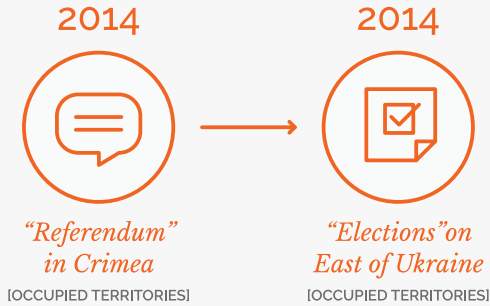 2014
“Referendum”
in Crimea
[OCCUPIED TERRITORIES]
2014
“Elections”on
East of Ukraine
[OCCUPIED TERRITORIES]